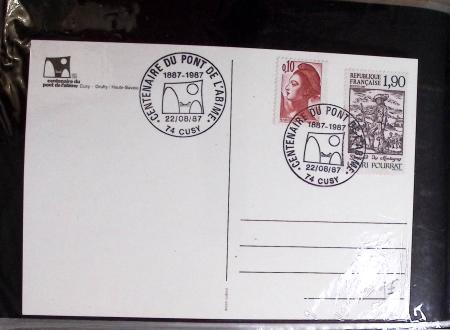 centenaire du
pont de l'abîme Cusy - Gruffy / Haute-Savoie
CENTENAIRE DU PONT DE L'ABIME
1887-1987
22/08/87
74 CUSY
0,10
RÉPUBLIQUE
FRANÇAISE 1,90
CENTENAIRE DU PONT DE L'ABIME
1887-1987
22/08/87
74 CUSY
POURRAT